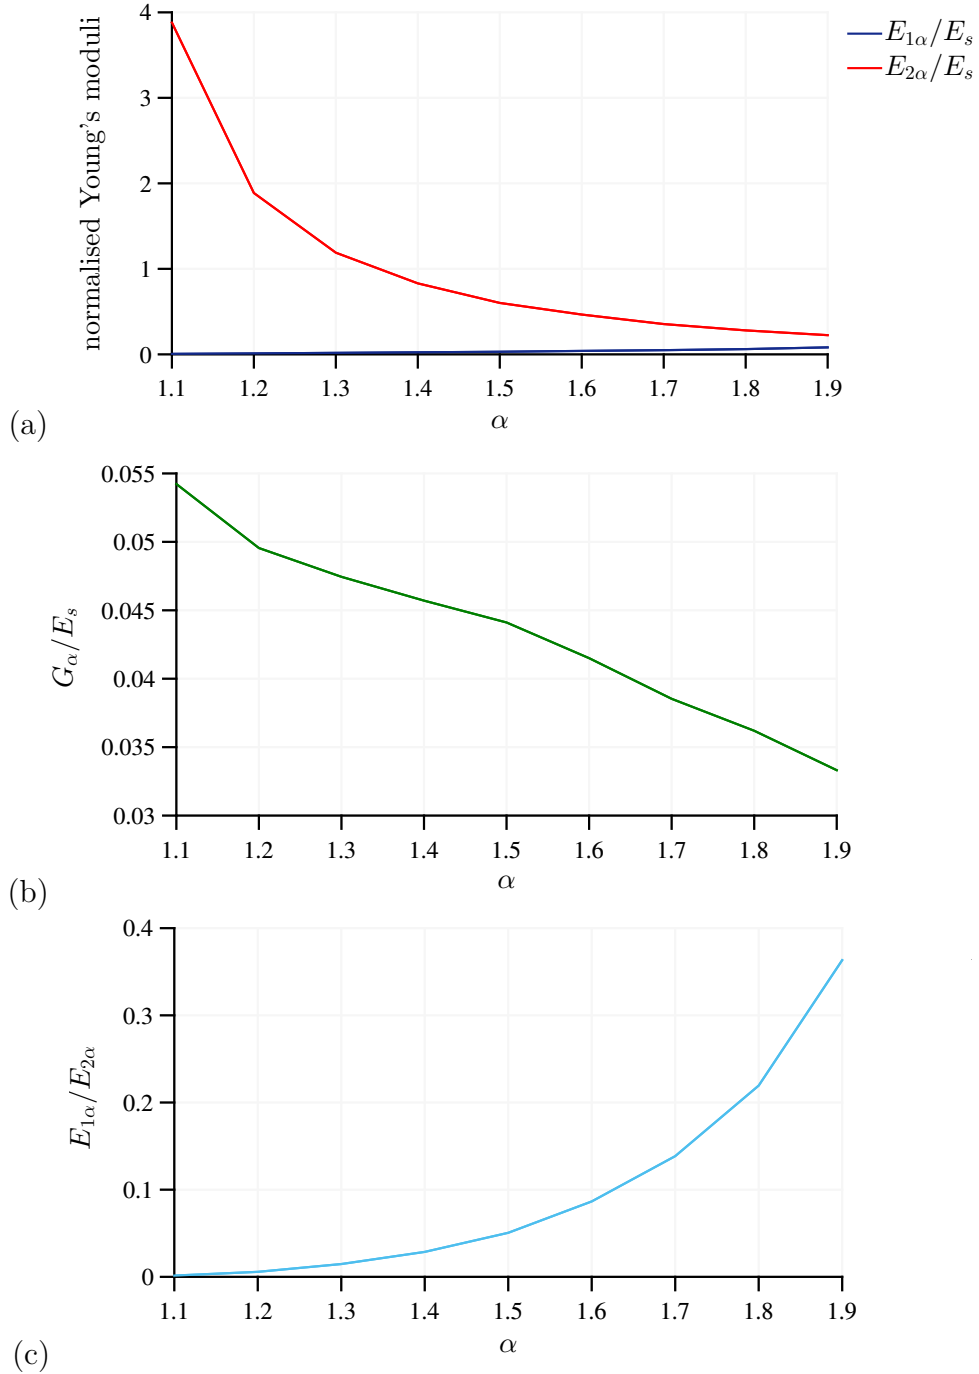 normalised Young's moduli
4
3
2
1
0
1.1 1.2 1.3 1.4 1.5 1.6 1.7 1.8 1.9
α
E₁α/Eₛ
E₂α/Eₛ
(a)
Gα/Eₛ
0.055
0.05
0.045
0.04
0.035
0.03
1.1 1.2 1.3 1.4 1.5 1.6 1.7 1.8 1.9
α
(b)
E₁α/E₂α
0.4
0.3
0.2
0.1
0
1.1 1.2 1.3 1.4 1.5 1.6 1.7 1.8 1.9
α
(c)